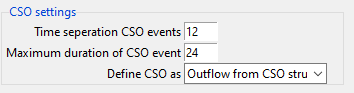 CSO settings
Time seperation CSO events 12
Maximum duration of CSO event 24
Define CSO as Outflow from CSO stru